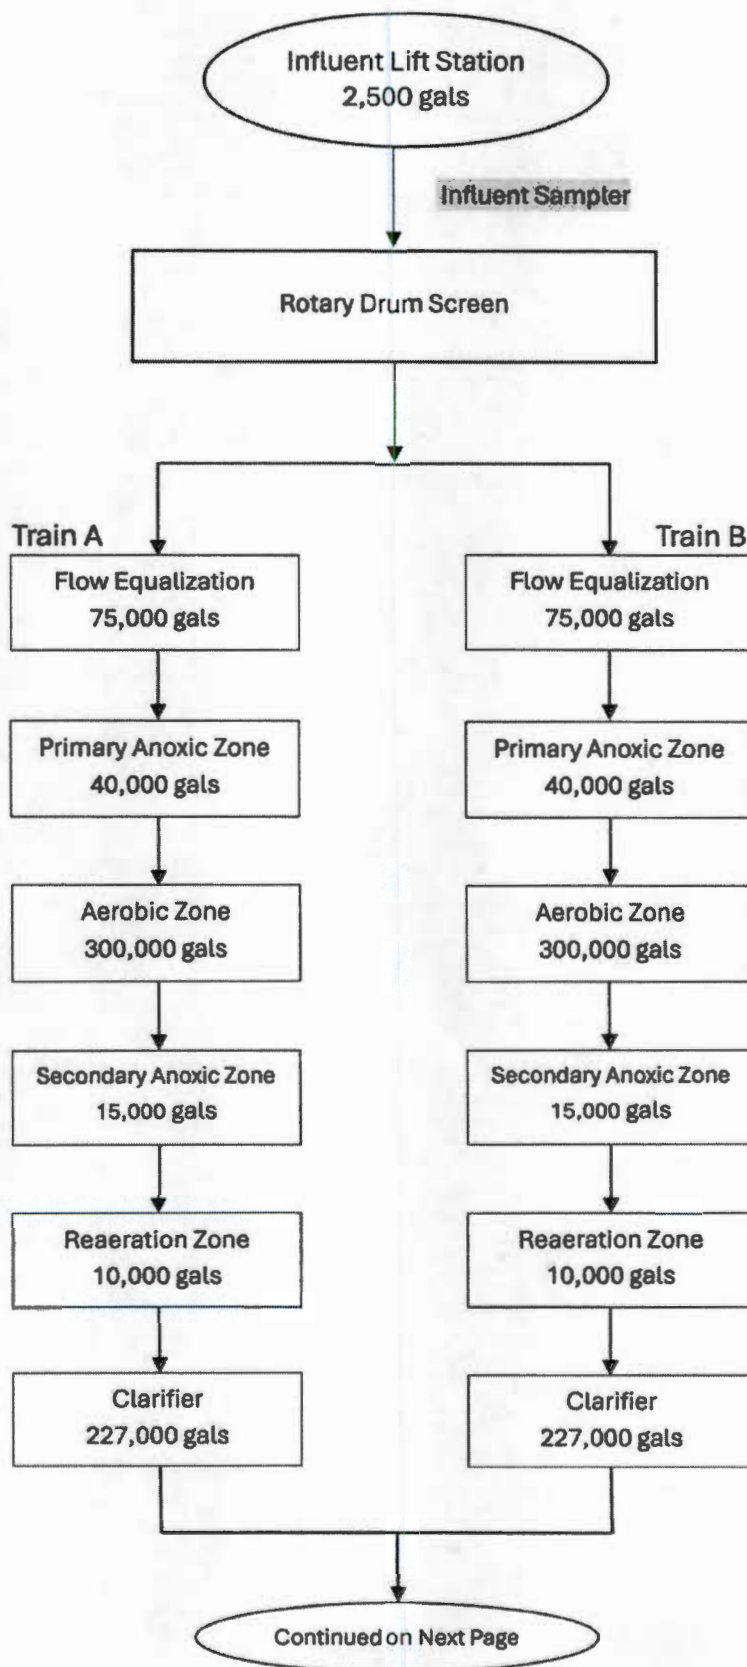 Influent Lift Station
2,500 gals
Influent Sampler
Rotary Drum Screen
Train A
Flow Equalization
75,000 gals
Primary Anoxic Zone
40,000 gals
Aerobic Zone
300,000 gals
Secondary Anoxic Zone
15,000 gals
Reaeration Zone
10,000 gals
Clarifier
227,000 gals
Train B
Flow Equalization
75,000 gals
Primary Anoxic Zone
40,000 gals
Aerobic Zone
300,000 gals
Secondary Anoxic Zone
15,000 gals
Reaeration Zone
10,000 gals
Clarifier
227,000 gals
Continued on Next Page